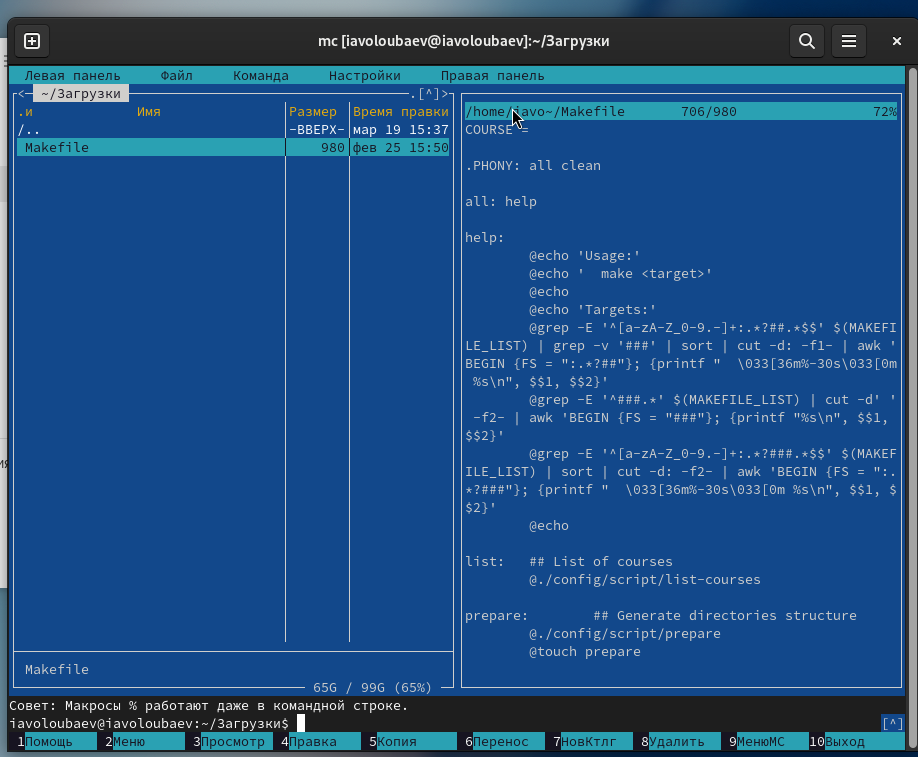 mc [iavoloubaev@iavoloubaev]:~/Загрузки
Левая панель Файл Команда Настройки Правая панель
<─ ~/Загрузки .[^]>
.и Имя Размер Время правки
/.. -ВВЕРХ- мар 19 15:37
Makefile 980 фев 25 15:50
Makefile
65G / 99G (65%)
/home/iavo~/Makefile 706/980 72%
COURSE =
.PHONY: all clean
all: help
help:
@echo 'Usage:'
@echo '  make <target>'
@echo
@echo 'Targets:'
@grep -E '^[a-zA-Z_0-9.-]+:.*?##.*$$' $(MAKEFI
LE_LIST) | grep -v '###' | sort | cut -d: -f1- | awk '
BEGIN {FS = ":.*?##"}; {printf "  \033[36m%-30s\033[0m
%s\n", $$1, $$2}'
@grep -E '^###.*' $(MAKEFILE_LIST) | cut -d' '
-f2- | awk 'BEGIN {FS = "###"}; {printf "%s\n", $$1,
$$2}'
@grep -E '^[a-zA-Z_0-9.-]+:.*?###.*$$' $(MAKEF
ILE_LIST) | sort | cut -d: -f2- | awk 'BEGIN {FS = ":.
*?###"}; {printf "  \033[36m%-30s\033[0m %s\n", $$1, $
$2}'
@echo
list:   ## List of courses
@./config/script/list-courses
prepare:        ## Generate directories structure
@./config/script/prepare
@touch prepare
Совет: Макросы % работают даже в командной строке.
iavoloubaev@iavoloubaev:~/Загрузки$ [^]
1Помощь 2Меню 3Просмотр 4Правка 5Копия 6Перенос 7НовКтлг 8Удалить 9МенюМС 10Выход